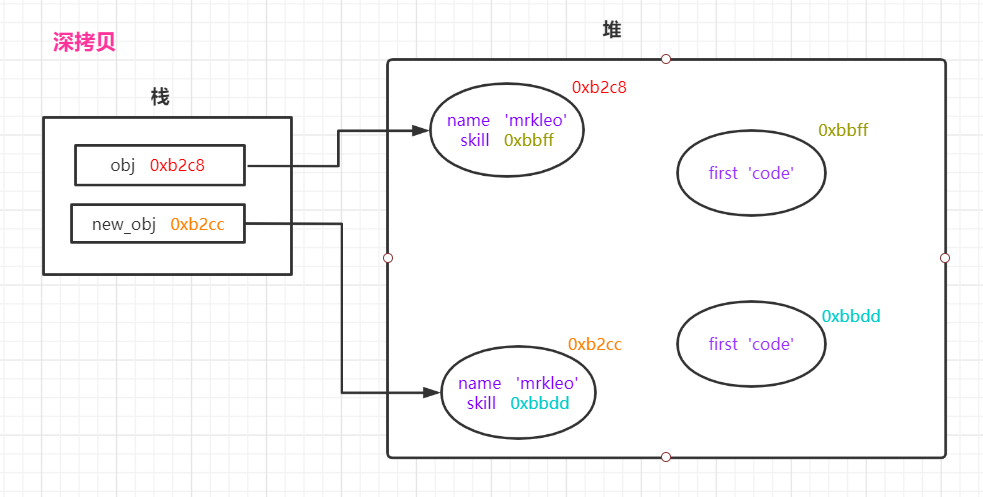 深拷贝
栈
obj 0xb2c8
new_obj 0xb2cc
堆
0xb2c8
name 'mrkleo'
skill 0xbbff
0xbbff
first 'code'
0xb2cc
name 'mrkleo'
skill 0xbbdd
0xbbdd
first 'code'